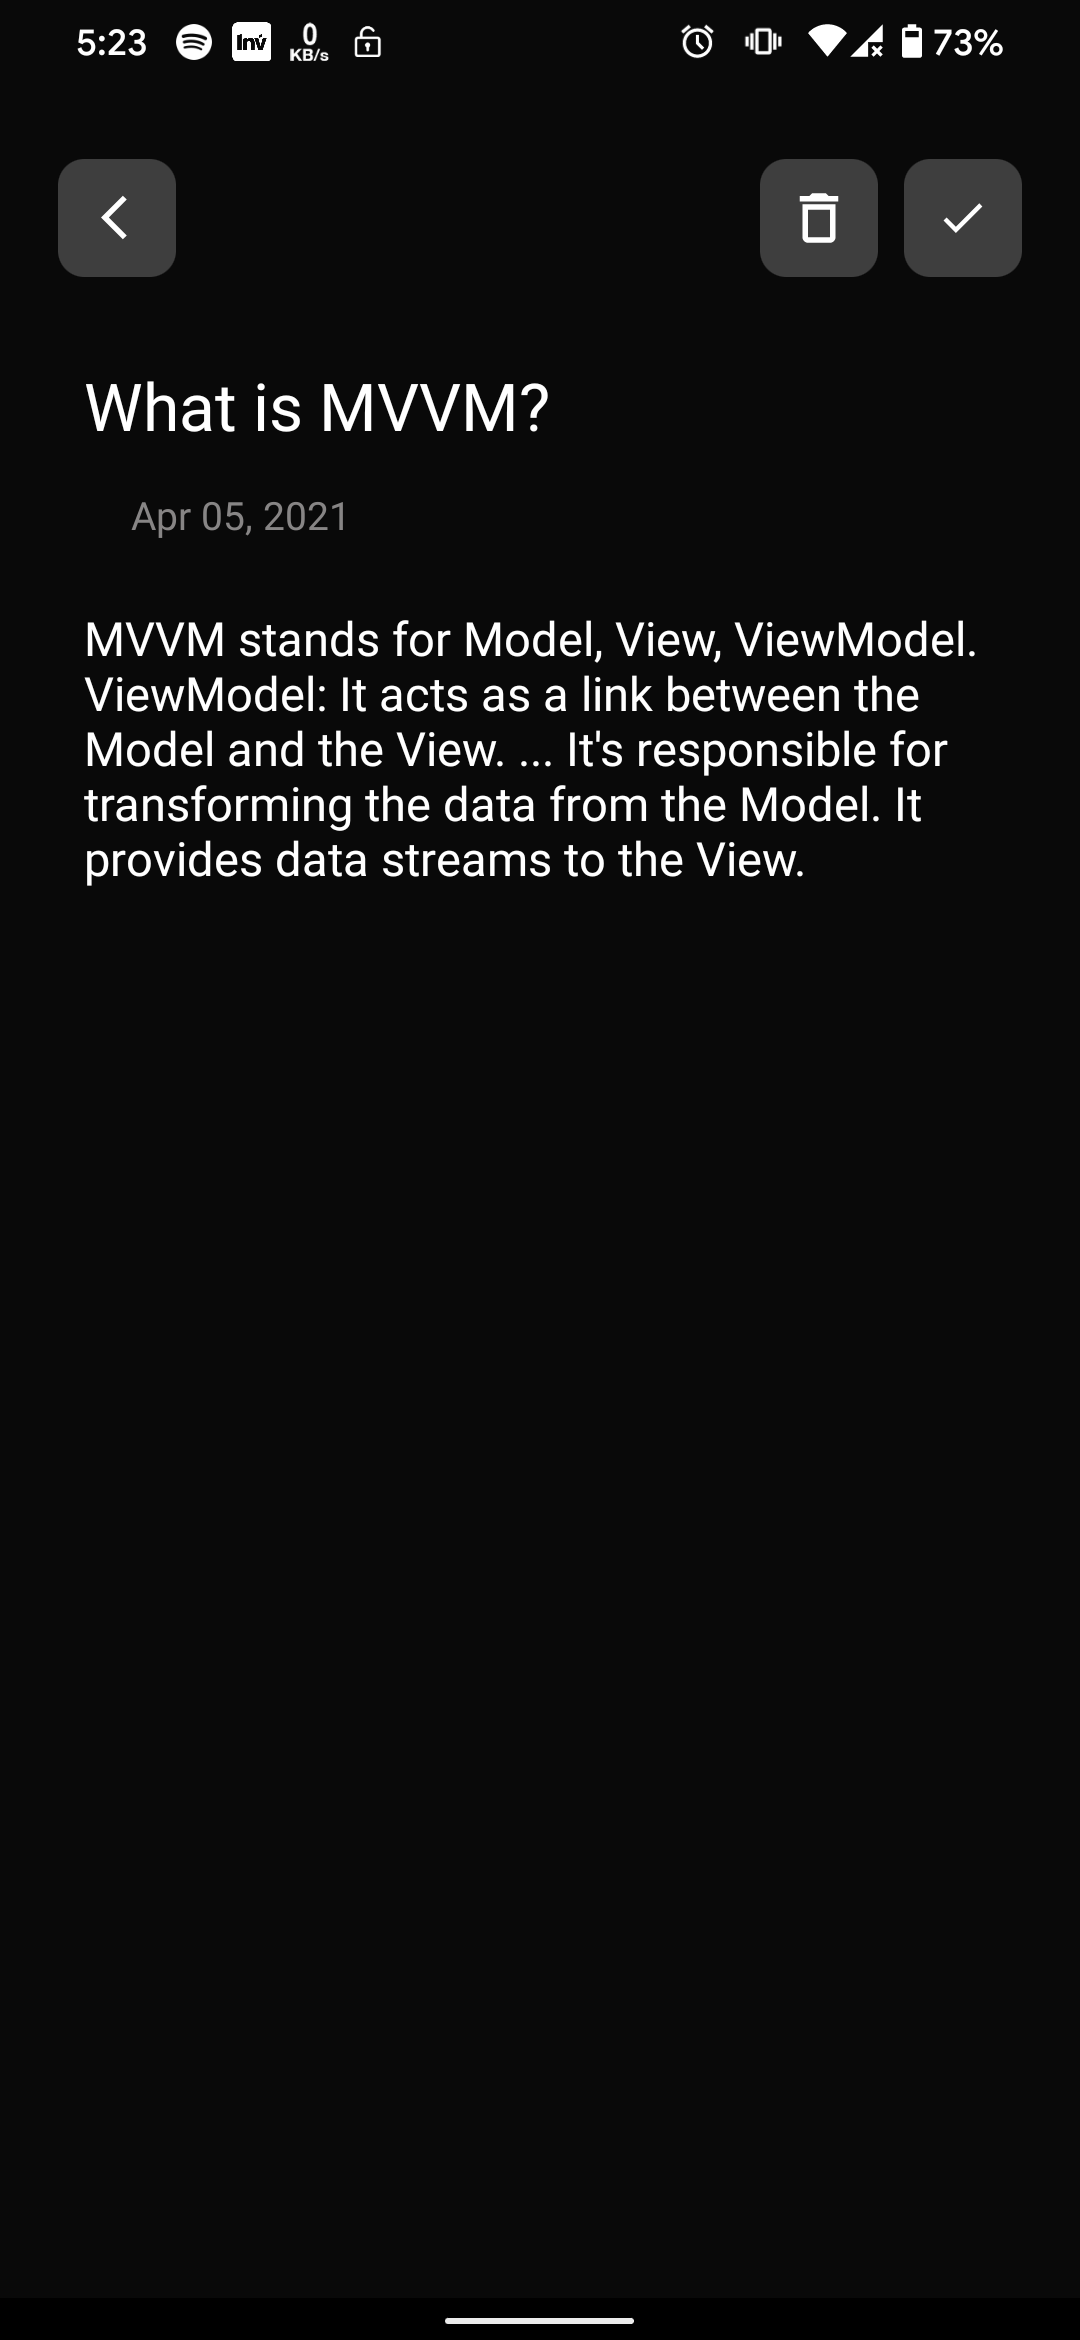 5:23 Inv 0 KB/s 73%
What is MVVM?
Apr 05, 2021
MVVM stands for Model, View, ViewModel.
ViewModel: It acts as a link between the
Model and the View. ... It's responsible for
transforming the data from the Model. It
provides data streams to the View.